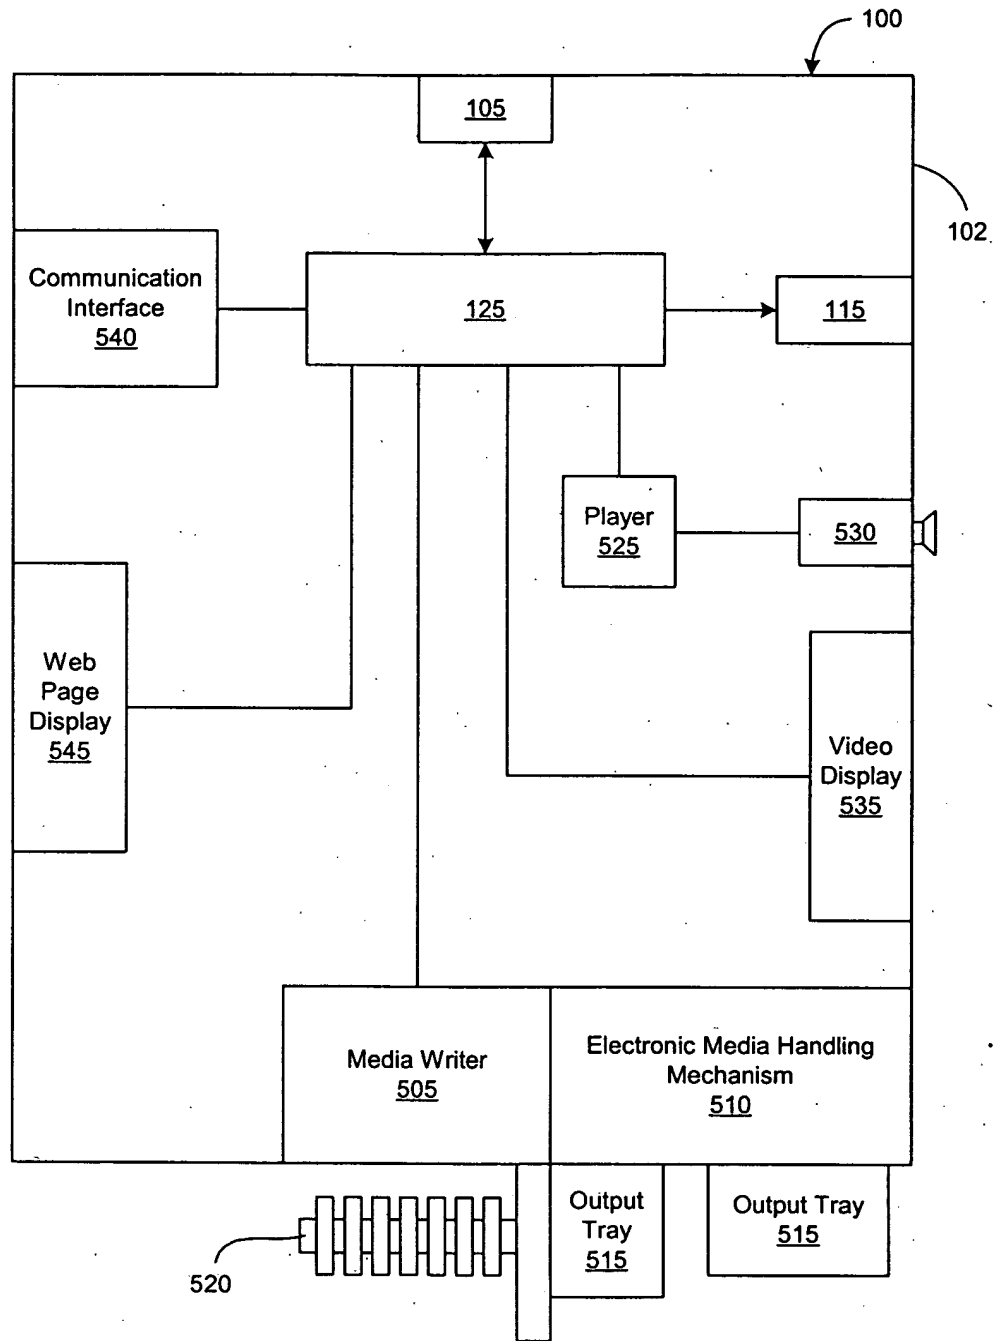 100
105
102
Communication
Interface
540
125
115
Player
525
530
Web
Page
Display
545
Video
Display
535
Media Writer
505
Electronic Media Handling
Mechanism
510
Output
Tray
515
Output Tray
515
520